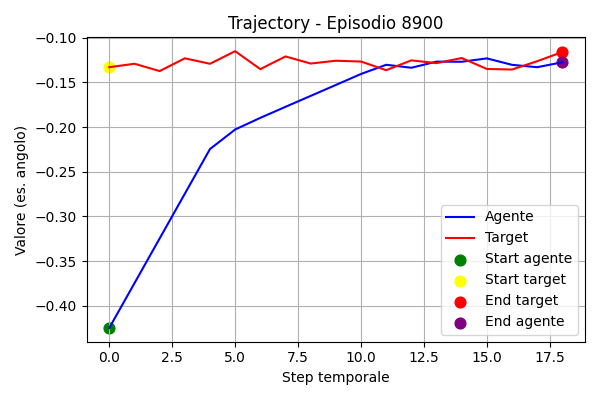 Trajectory - Episodio 8900
−0.10
−0.15
−0.20
−0.25
−0.30
−0.35
−0.40
Valore (es. angolo)
Agente
Target
Start agente
Start target
End target
End agente
0.0 2.5 5.0 7.5 10.0 12.5 15.0 17.5
Step temporale